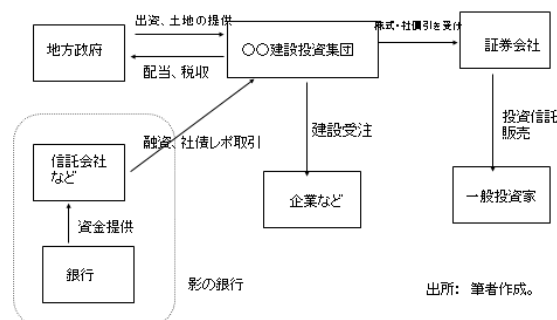 出資、土地の提供
株式・社債引を受け
地方政府
〇〇建設投資集団
証券会社
配当、税収
建設受注
投資信託
販売
融資、社債レポ取引
信託会社
など
企業など
一般投資家
資金提供
銀行
影の銀行
出所: 筆者作成。